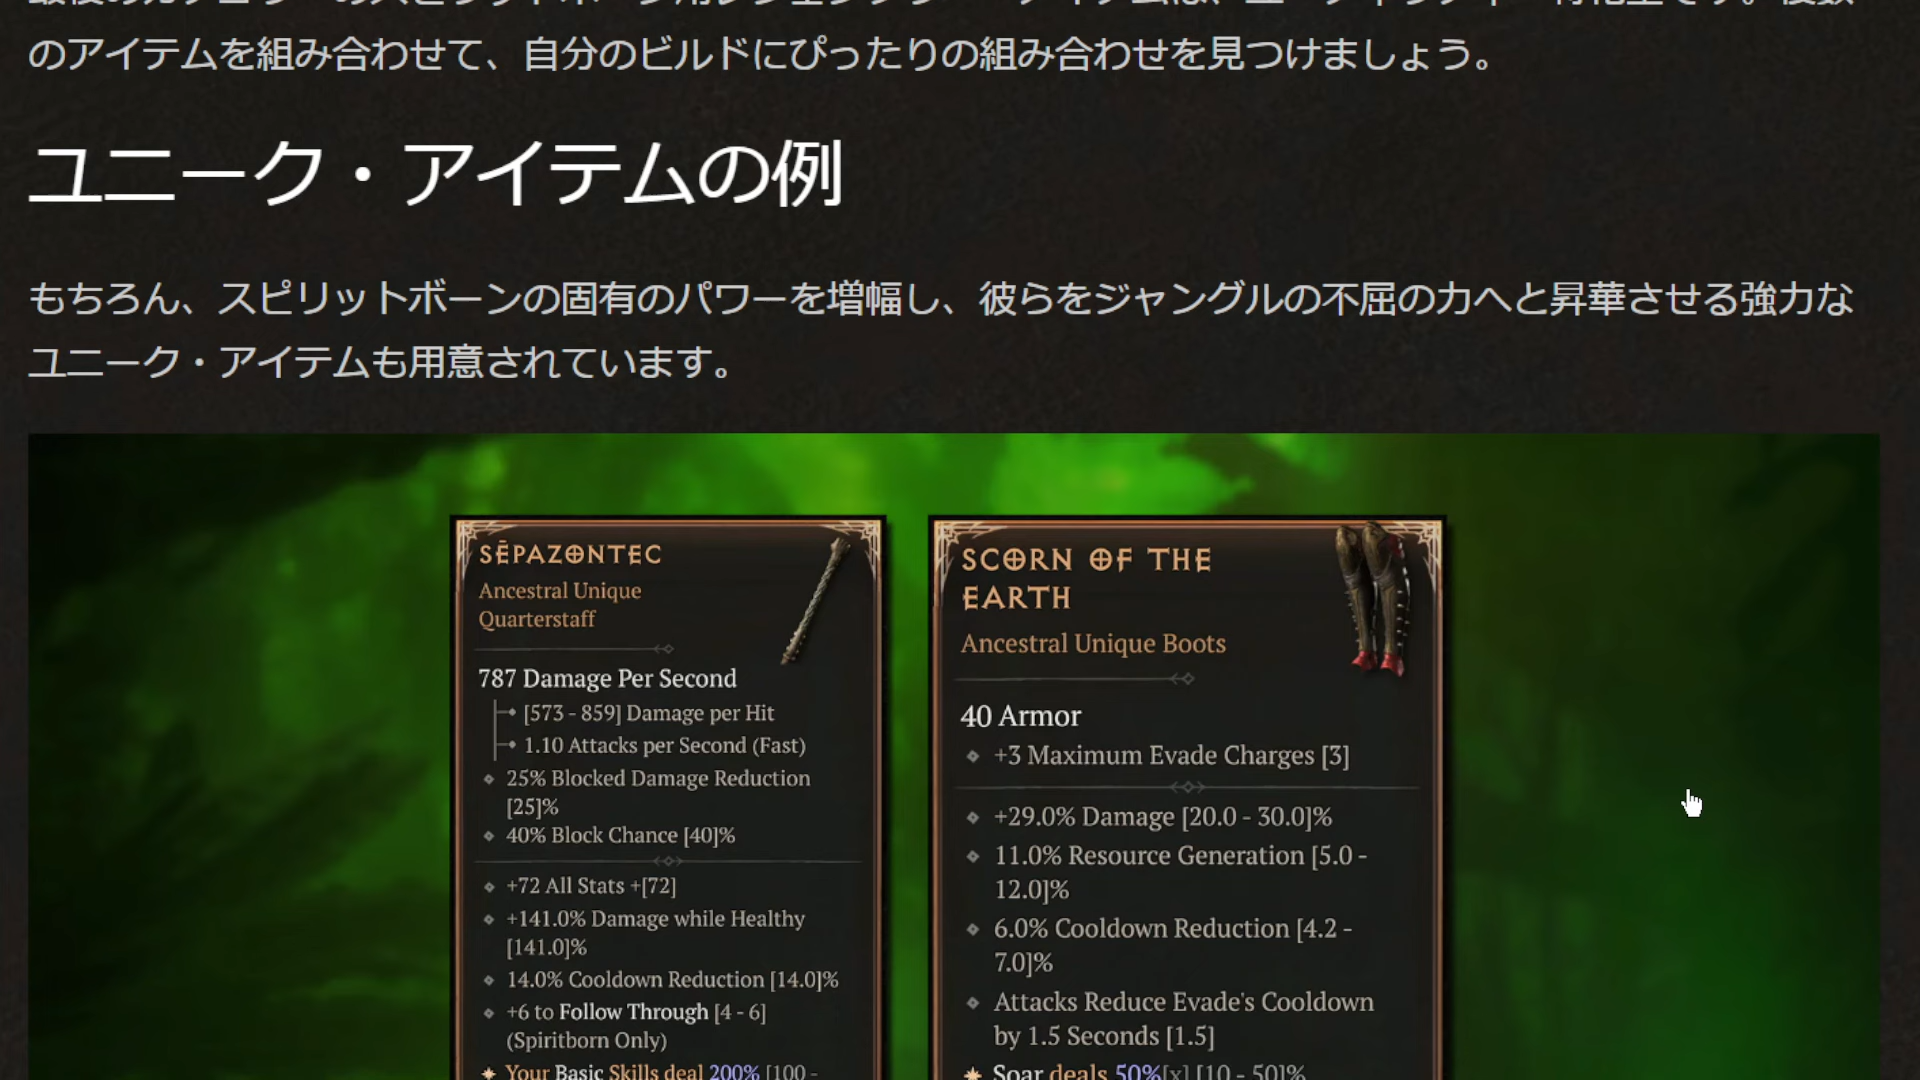 のアイテムを組み合わせて、自分のビルドにぴったりの組み合わせを見つけましょう。
ユニーク・アイテムの例
もちろん、スピリットボーンの固有のパワーを増幅し、彼らをジャングルの不屈の力へと昇華させる強力な
ユニーク・アイテムも用意されています。
SĒPAZONTEC
Ancestral Unique
Quarterstaff
787 Damage Per Second
[573 - 859] Damage per Hit
1.10 Attacks per Second (Fast)
25% Blocked Damage Reduction
[25]%
40% Block Chance [40]%
+72 All Stats +[72]
+141.0% Damage while Healthy
[141.0]%
14.0% Cooldown Reduction [14.0]%
+6 to Follow Through [4 - 6]
(Spiritborn Only)
Your Basic Skills deal 200% [100 -
SCORN OF THE
EARTH
Ancestral Unique Boots
40 Armor
+3 Maximum Evade Charges [3]
+29.0% Damage [20.0 - 30.0]%
11.0% Resource Generation [5.0 -
12.0]%
6.0% Cooldown Reduction [4.2 -
7.0]%
Attacks Reduce Evade's Cooldown
by 1.5 Seconds [1.5]
Soar deals 50%[x] [10 - 50]%